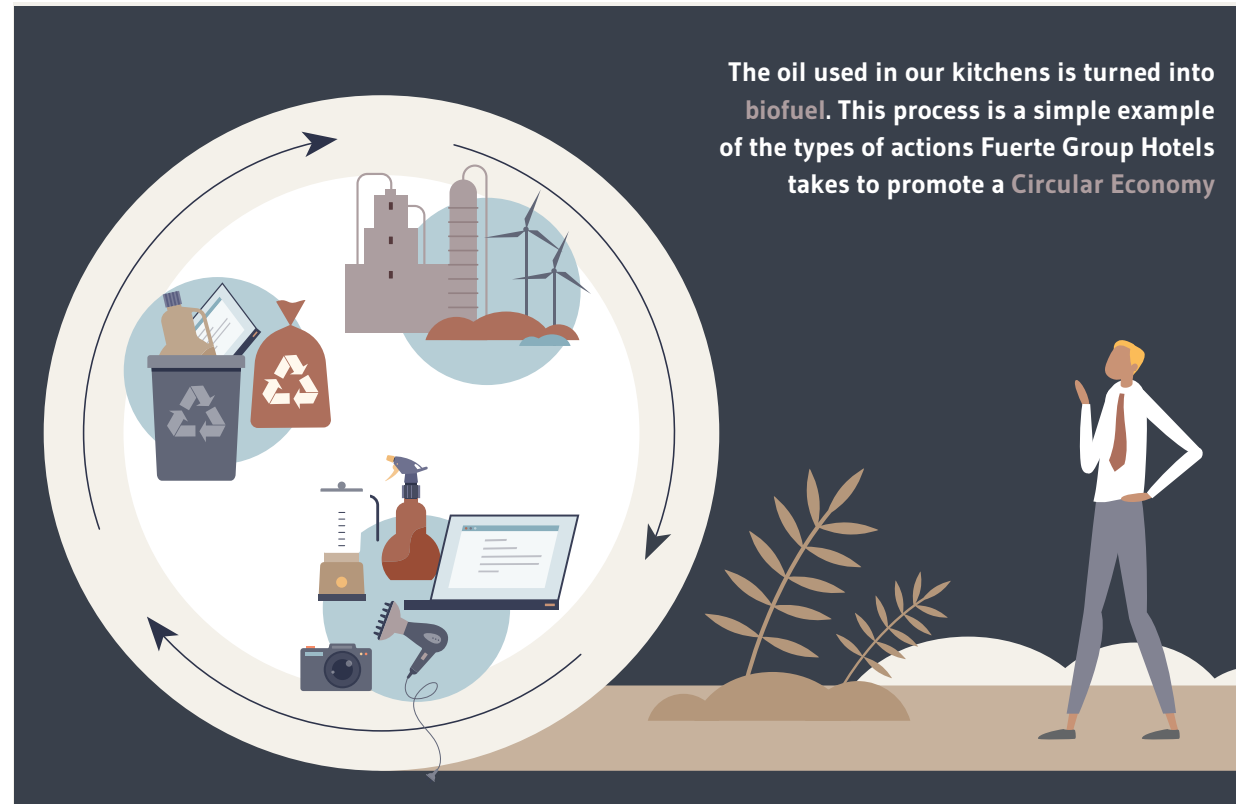 The oil used in our kitchens is turned into
biofuel. This process is a simple example
of the types of actions Fuerte Group Hotels
takes to promote a Circular Economy